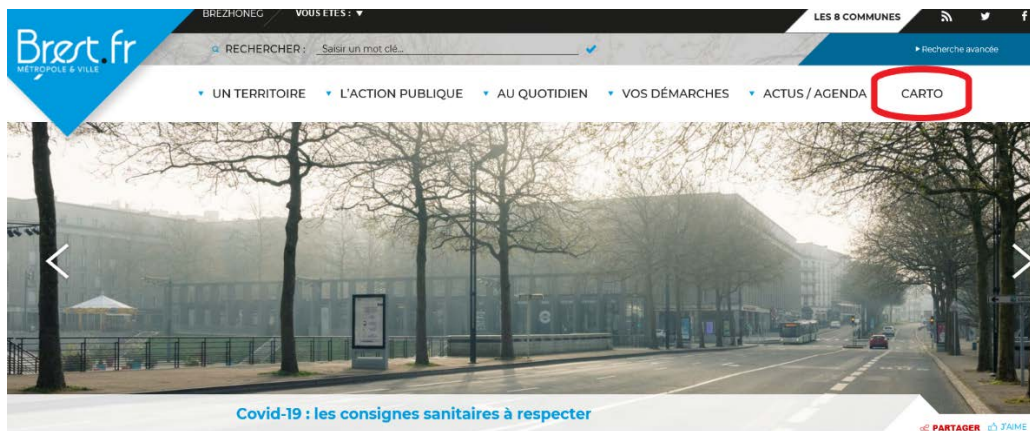 BREZHONEG VOUS ETES : ▼
LES 8 COMMUNES
Brest.fr
MÉTROPOLE & VILLE
RECHERCHER : Saisir un mot clé...
Recherche avancée
UN TERRITOIRE L'ACTION PUBLIQUE AU QUOTIDIEN VOS DÉMARCHES ACTUS / AGENDA CARTO
Covid-19 : les consignes sanitaires à respecter
PARTAGER J'AIME